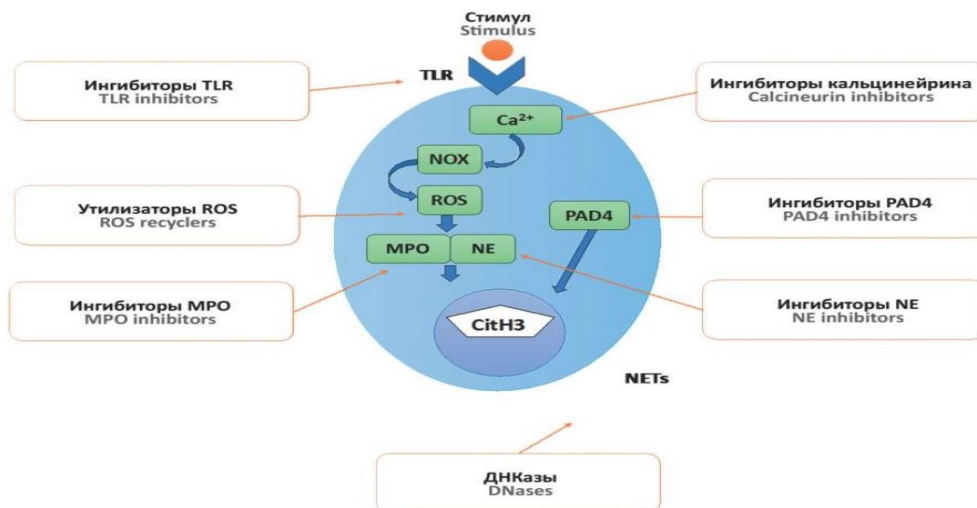 Стимул
Stimulus
TLR
Ингибиторы TLR
TLR inhibitors
Ингибиторы кальцинейрина
Calcineurin inhibitors
Ca²⁺
NOX
ROS
Утилизаторы ROS
ROS recyclers
PAD4
Ингибиторы PAD4
PAD4 inhibitors
MPO
NE
Ингибиторы MPO
MPO inhibitors
Ингибиторы NE
NE inhibitors
CitH3
NETs
ДНКазы
DNases